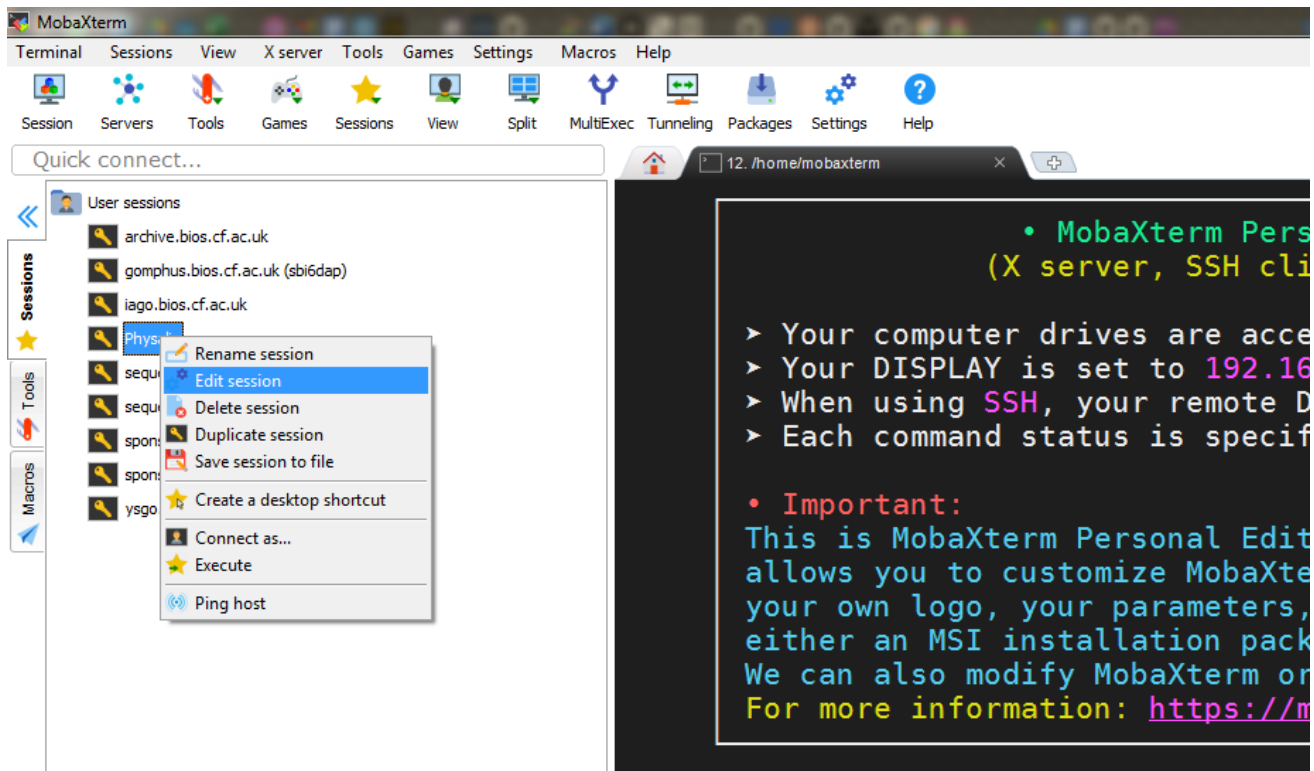 MobaXterm
Terminal Sessions View X server Tools Games Settings Macros Help
Session Servers Tools Games Sessions View Split MultiExec Tunneling Packages Settings Help
Quick connect...
12. /home/mobaxterm
Sessions
Tools
Macros
User sessions
archive.bios.cf.ac.uk
gomphus.bios.cf.ac.uk (sbi6dap)
iago.bios.cf.ac.uk
Rename session
Edit session
Delete session
Duplicate session
Save session to file
Create a desktop shortcut
Connect as...
Execute
Ping host
ysgo
• MobaXterm Pers
(X server, SSH cli
➤ Your computer drives are acce
➤ Your DISPLAY is set to 192.16
➤ When using SSH, your remote D
➤ Each command status is specif
• Important:
This is MobaXterm Personal Edit
allows you to customize MobaXte
your own logo, your parameters,
either an MSI installation pack
We can also modify MobaXterm or
For more information: https://m